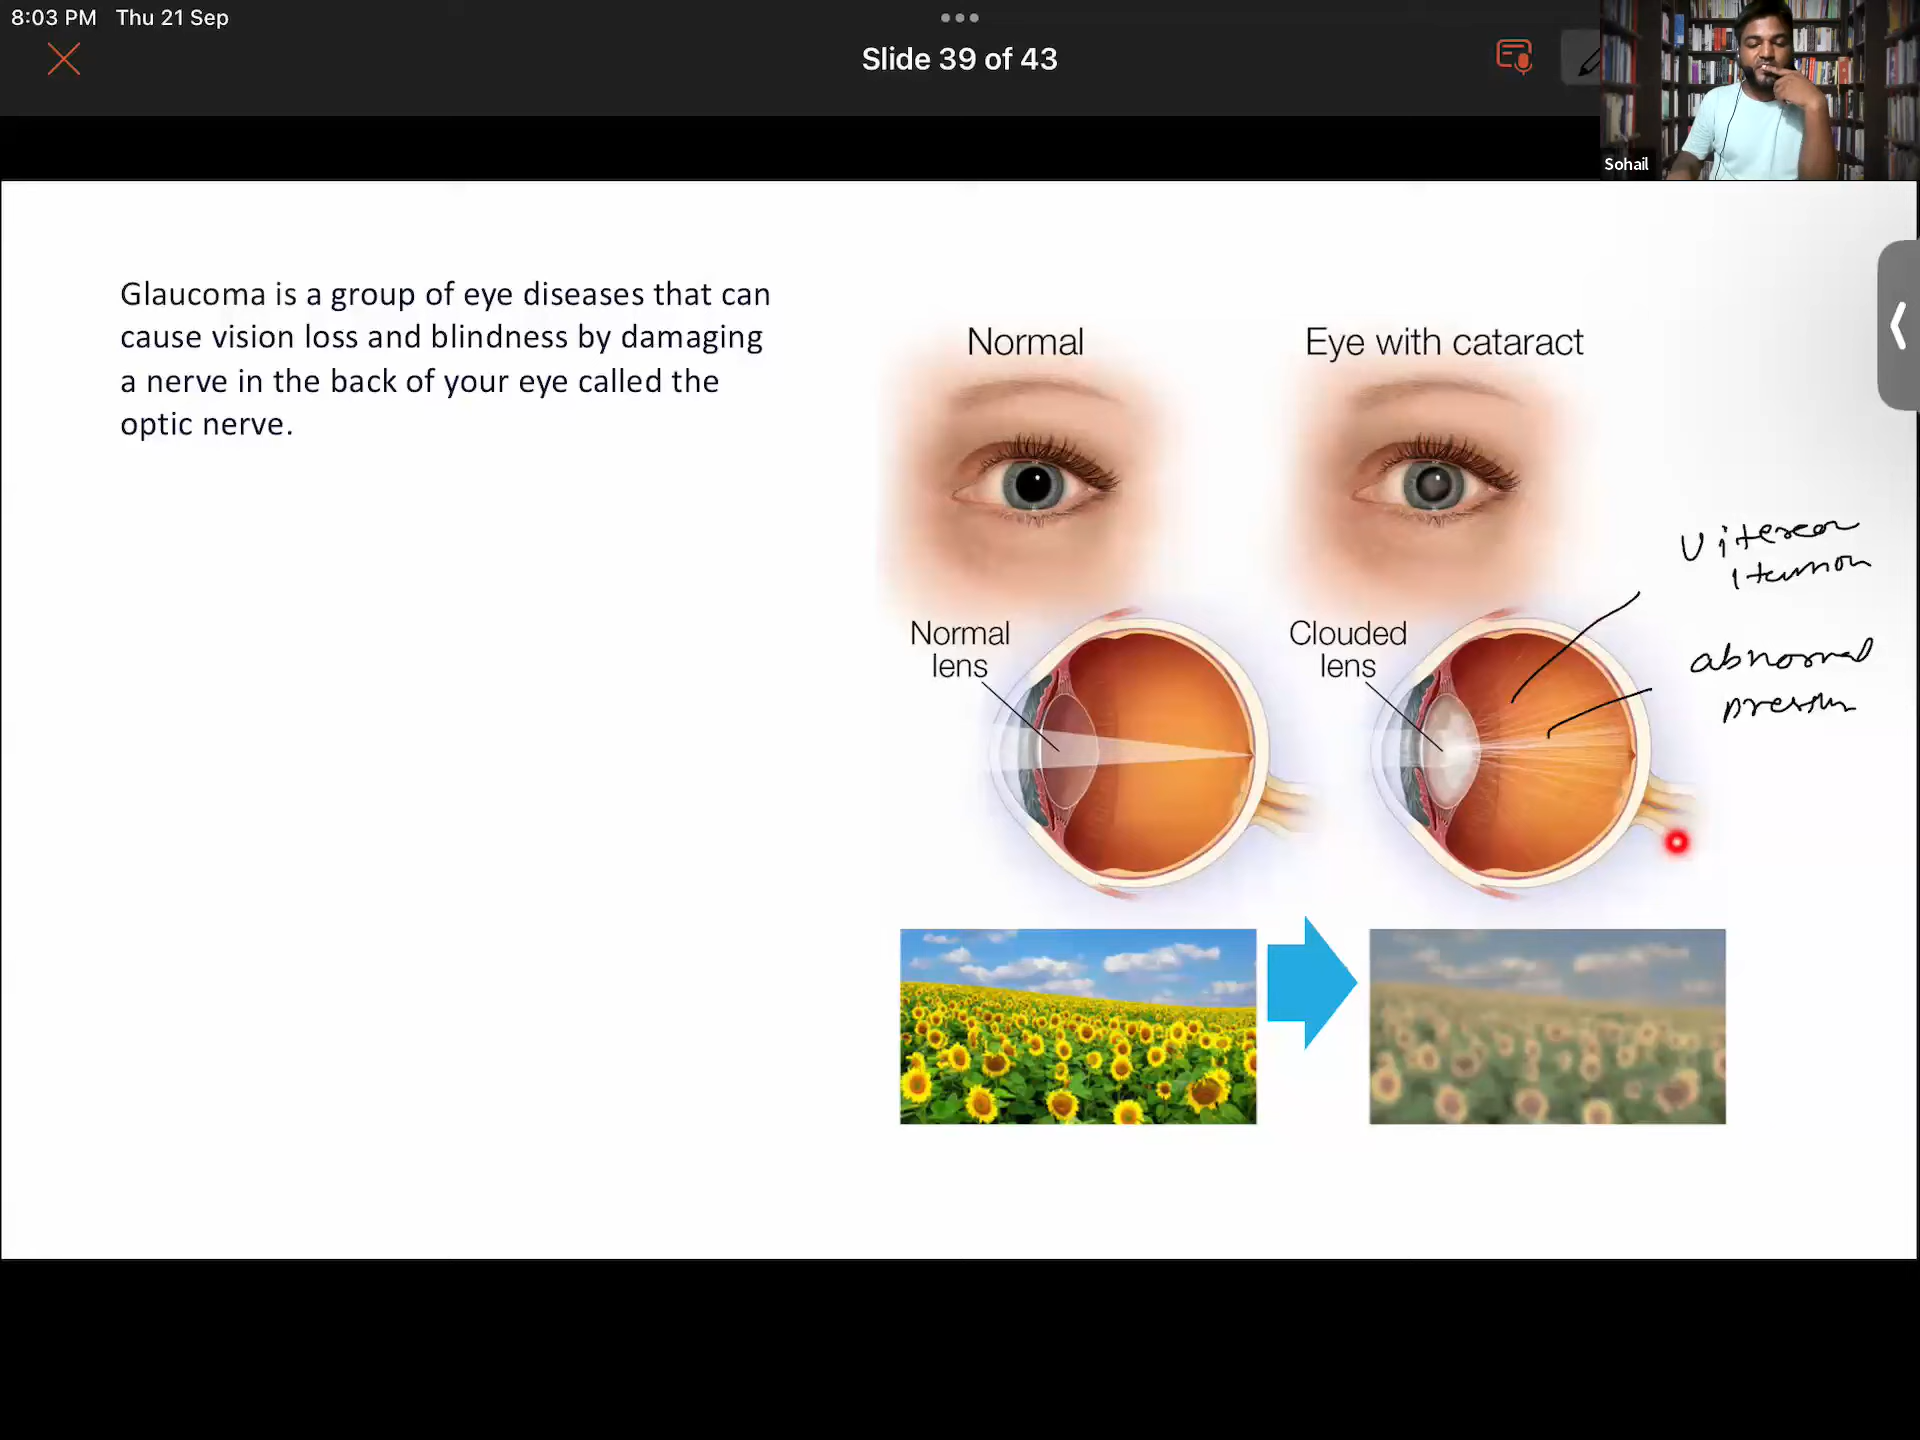 8:03 PM Thu 21 Sep
Slide 39 of 43
Sohail
Glaucoma is a group of eye diseases that can
cause vision loss and blindness by damaging
a nerve in the back of your eye called the
optic nerve.
Normal
Eye with cataract
Normal
lens
Clouded
lens
abnormal